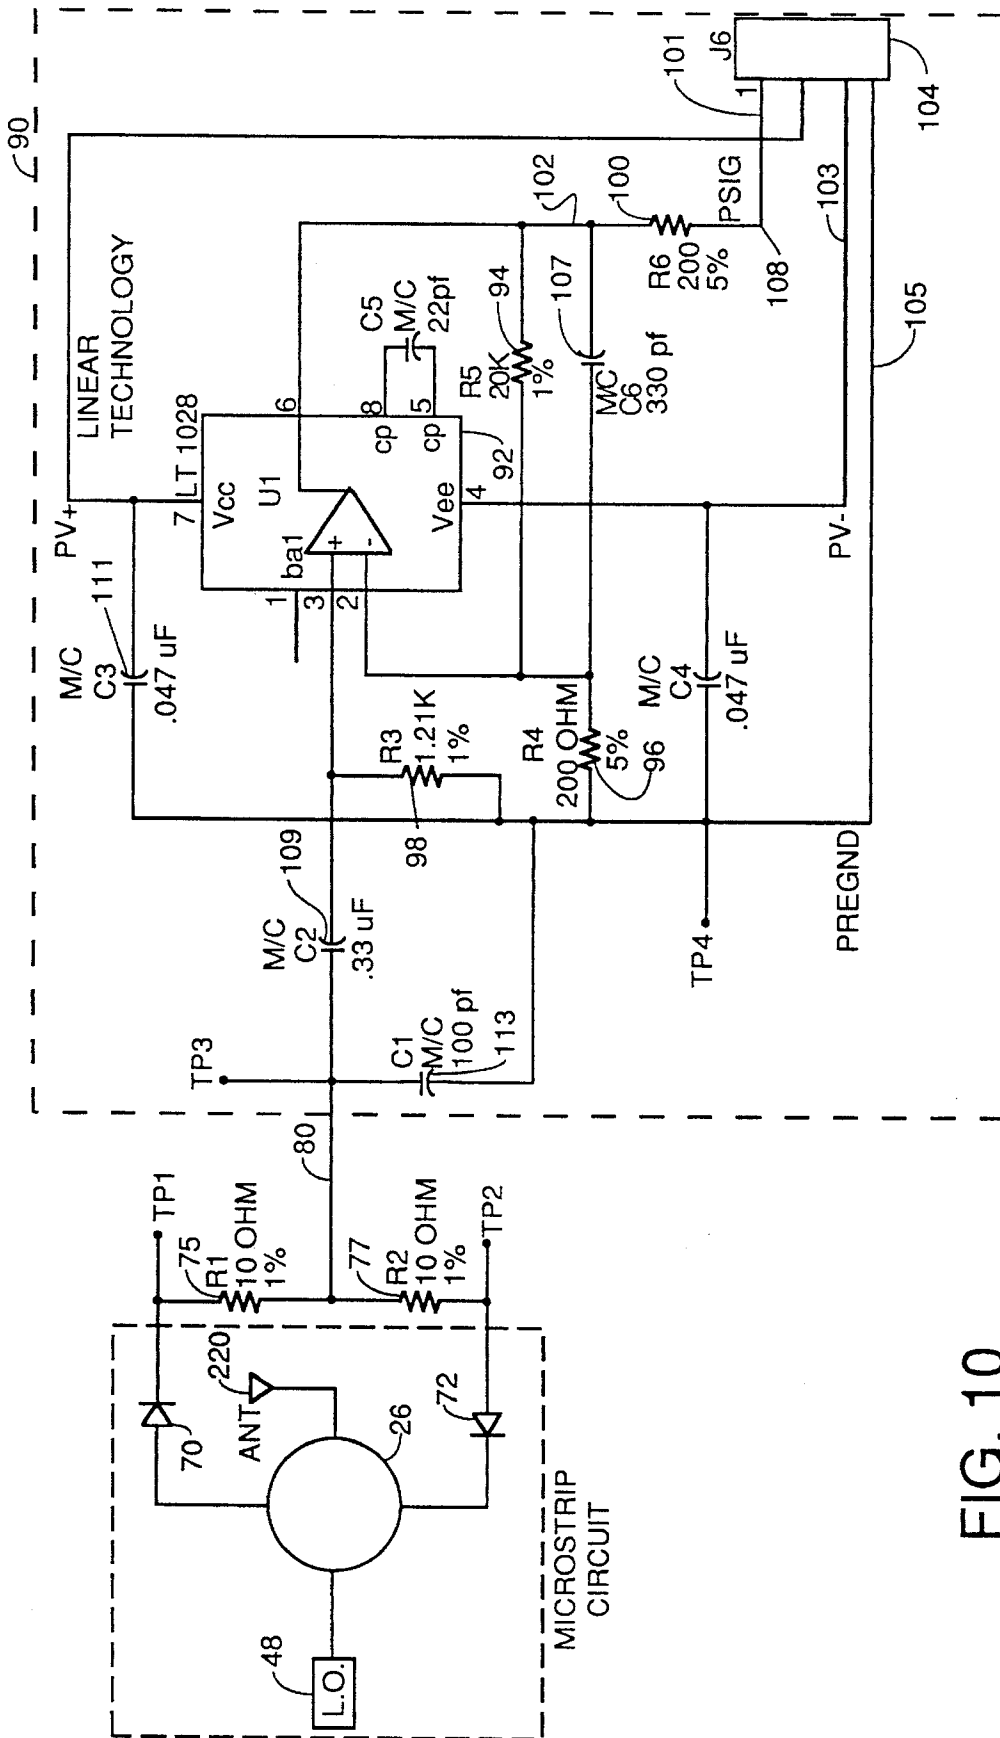 90
LINEAR
TECHNOLOGY
PV+
M/C
C3
.047 uF
111
7
LT 1028
Vcc
U1
ba1
+
-
1
3
2
6
cp
8
cp
5
C5
M/C
22pf
Vee
4
92
102
R5
20K
1%
94
M/C
C6
330 pf
107
100
R6
200
5%
PSIG
108
101
1
J6
104
103
105
PV-
R3
1.21K
1%
98
R4
200 OHM
5%
96
M/C
C4
.047 uF
TP4
PREGND
M/C
C2
.33 uF
109
TP3
C1
M/C
100 pf
113
80
TP1
75
R1
10 OHM
1%
77
R2
10 OHM
1%
TP2
70
220
ANT
72
26
48
L.O.
MICROSTRIP
CIRCUIT
FIG. 10